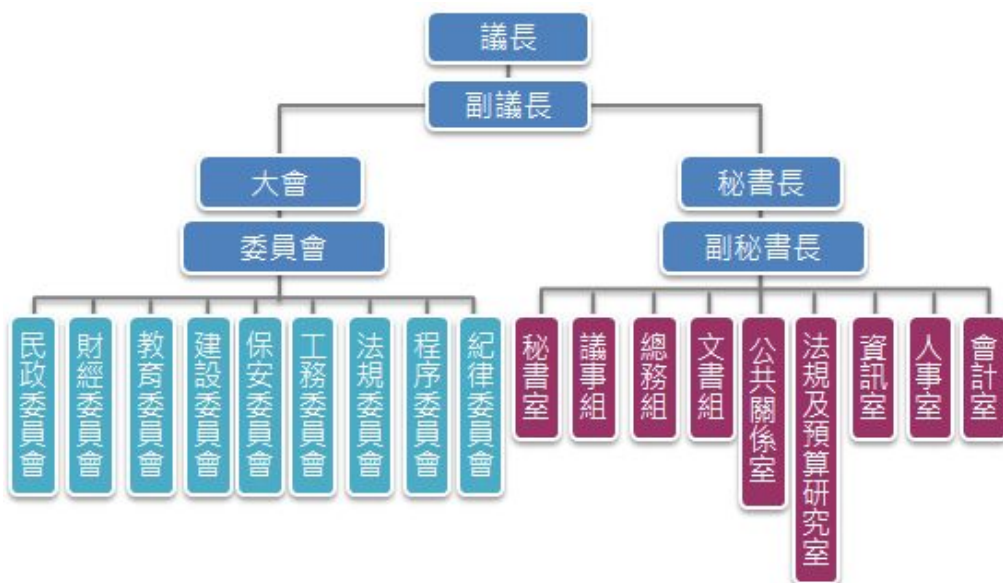 議長
副議長
大會
秘書長
委員會
副秘書長
民政委員會
財經委員會
教育委員會
建設委員會
保安委員會
工務委員會
法規委員會
程序委員會
紀律委員會
秘書室
議事組
總務組
文書組
公共關係室
法規及預算研究室
資訊室
人事室
會計室